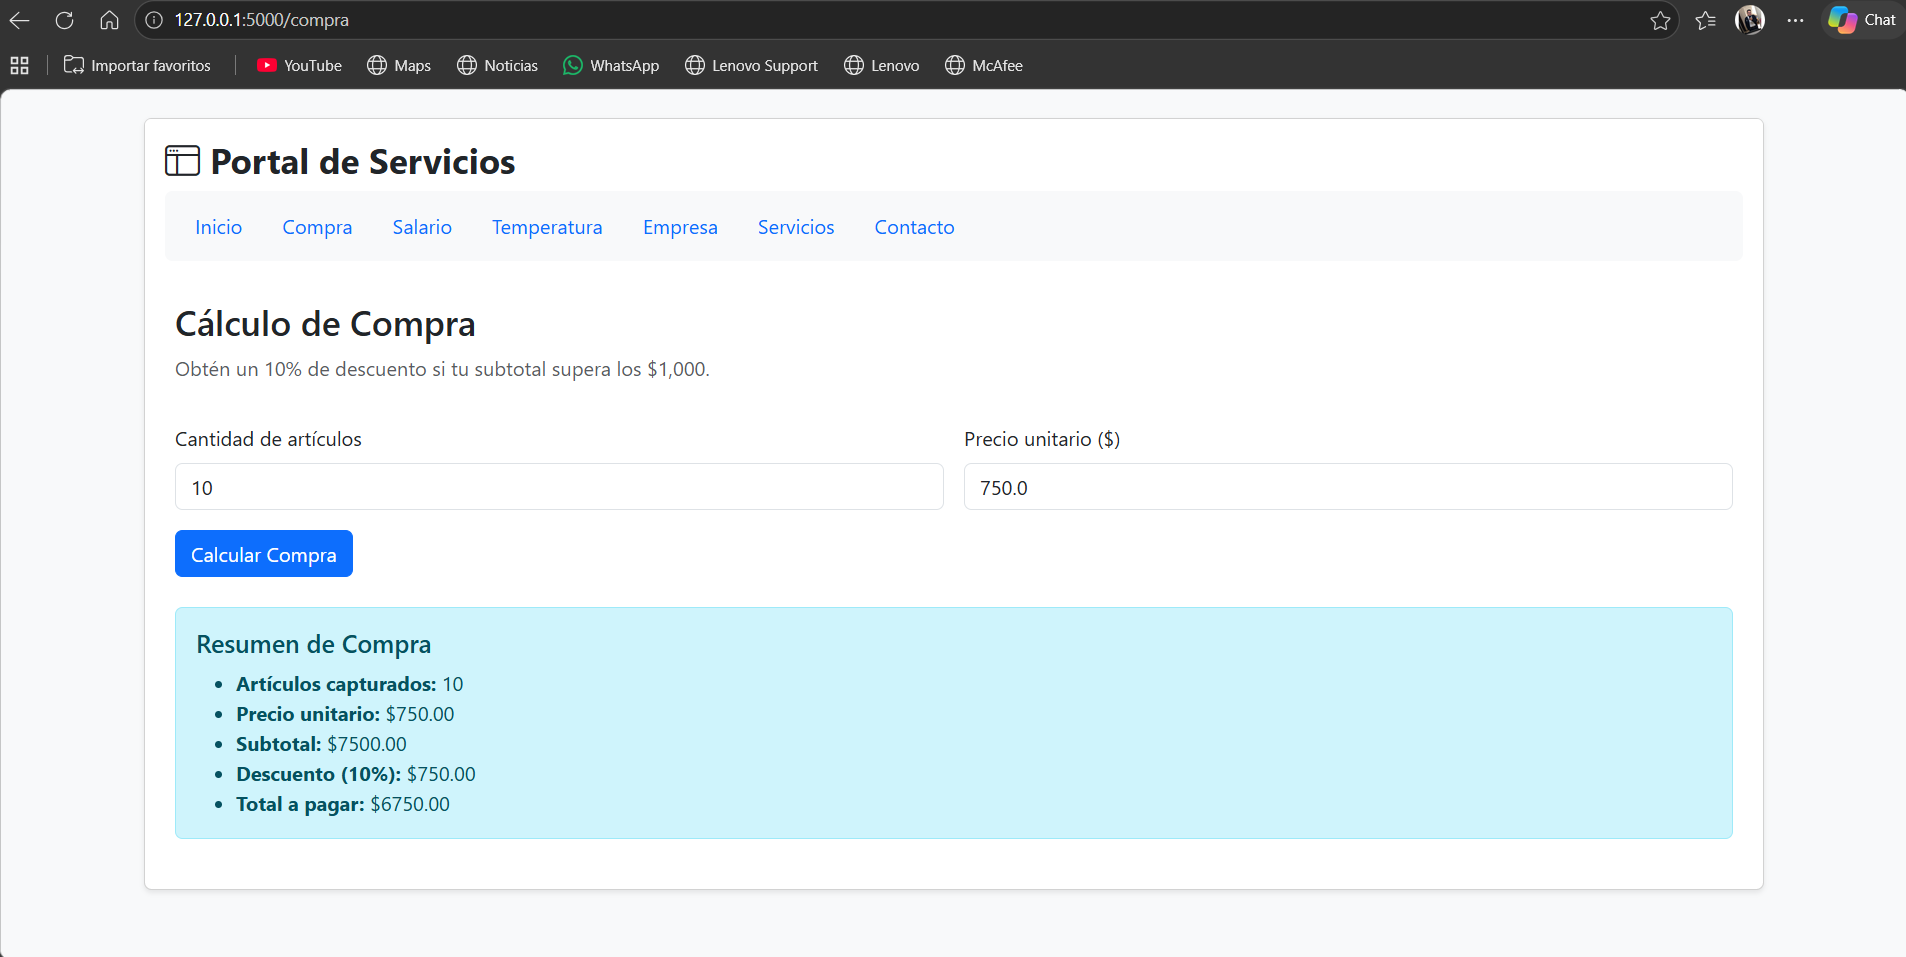 127.0.0.1:5000/compra
Chat
Importar favoritos YouTube Maps Noticias WhatsApp Lenovo Support Lenovo McAfee
Portal de Servicios
Inicio Compra Salario Temperatura Empresa Servicios Contacto
Cálculo de Compra
Obtén un 10% de descuento si tu subtotal supera los $1,000.
Cantidad de artículos Precio unitario ($)
10 750.0
Calcular Compra
Resumen de Compra
Artículos capturados: 10
Precio unitario: $750.00
Subtotal: $7500.00
Descuento (10%): $750.00
Total a pagar: $6750.00